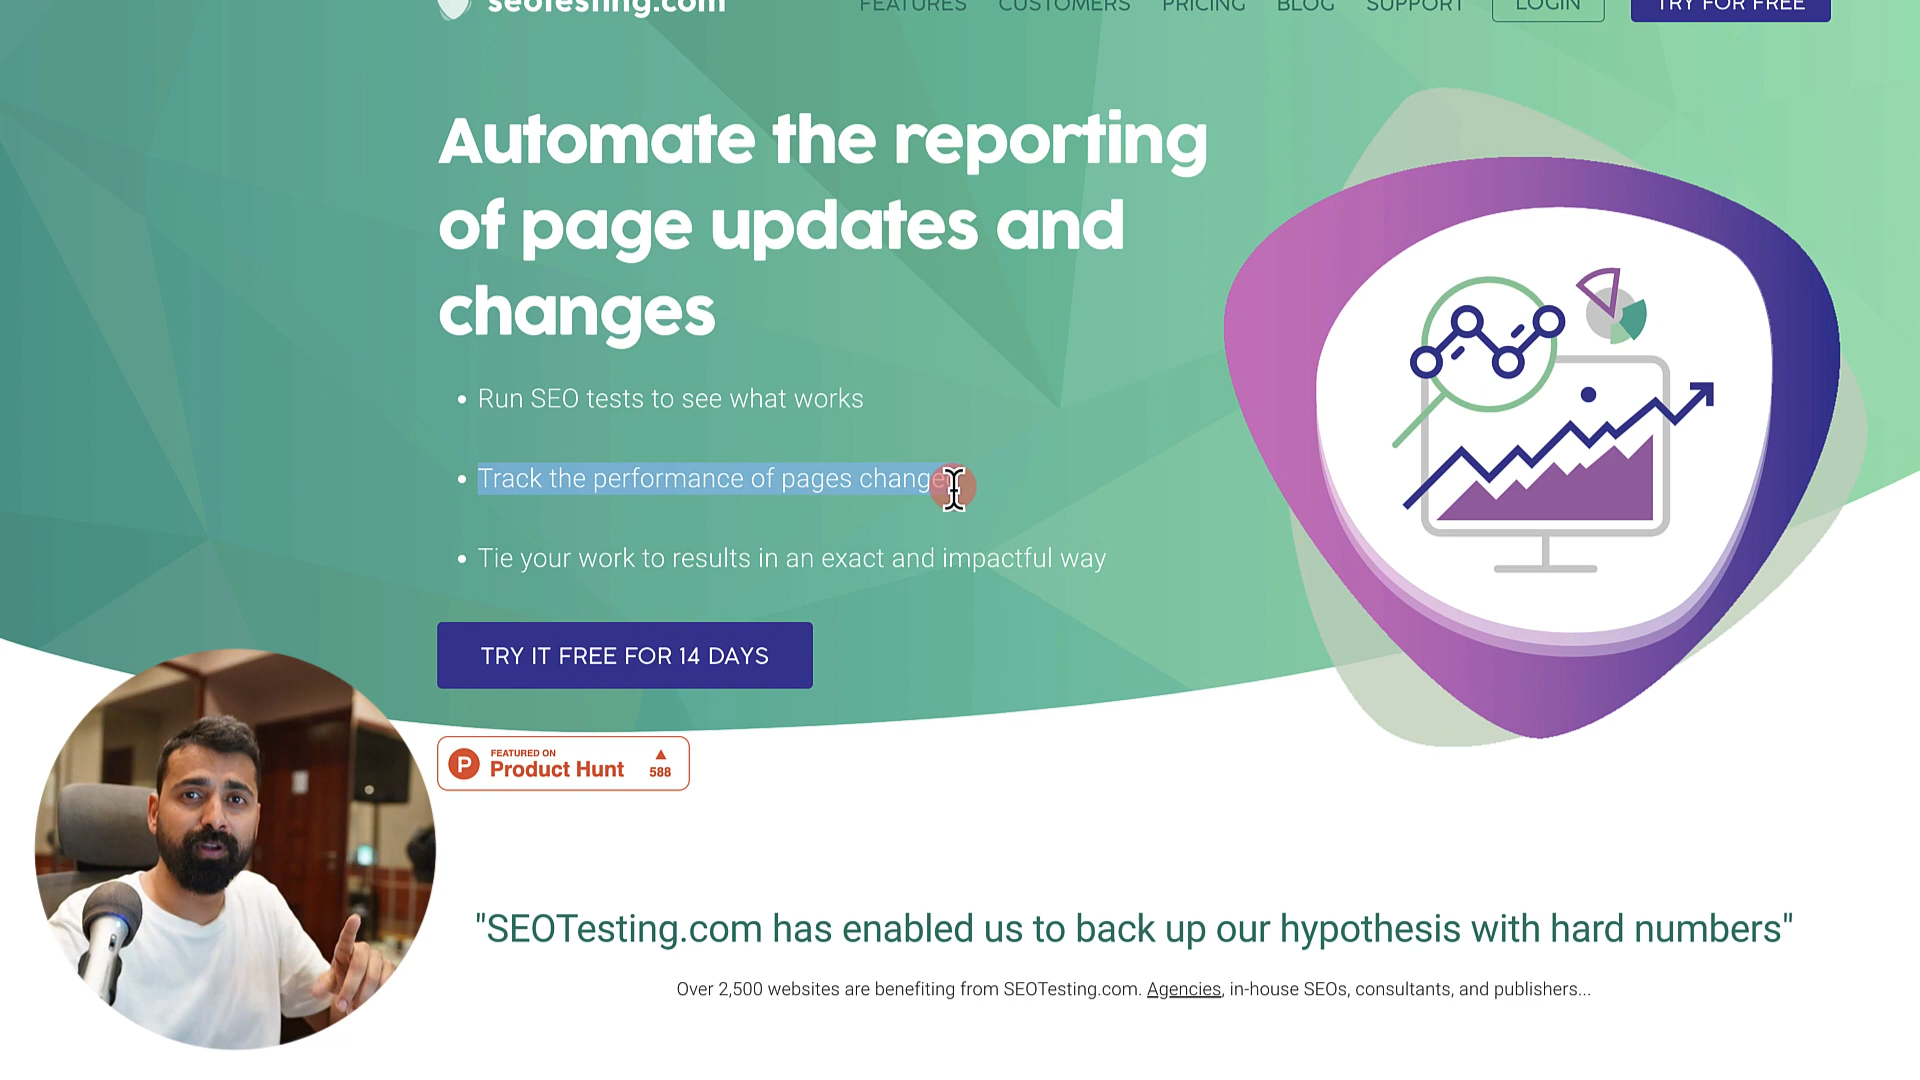 seotesting.com
FEATURES CUSTOMERS PRICING BLOG SUPPORT LOGIN TRY FOR FREE
Automate the reporting
of page updates and
changes
• Run SEO tests to see what works
• Track the performance of pages change
• Tie your work to results in an exact and impactful way
TRY IT FREE FOR 14 DAYS
P FEATURED ON
Product Hunt
▲
588
"SEOTesting.com has enabled us to back up our hypothesis with hard numbers"
Over 2,500 websites are benefiting from SEOTesting.com. Agencies, in-house SEOs, consultants, and publishers...